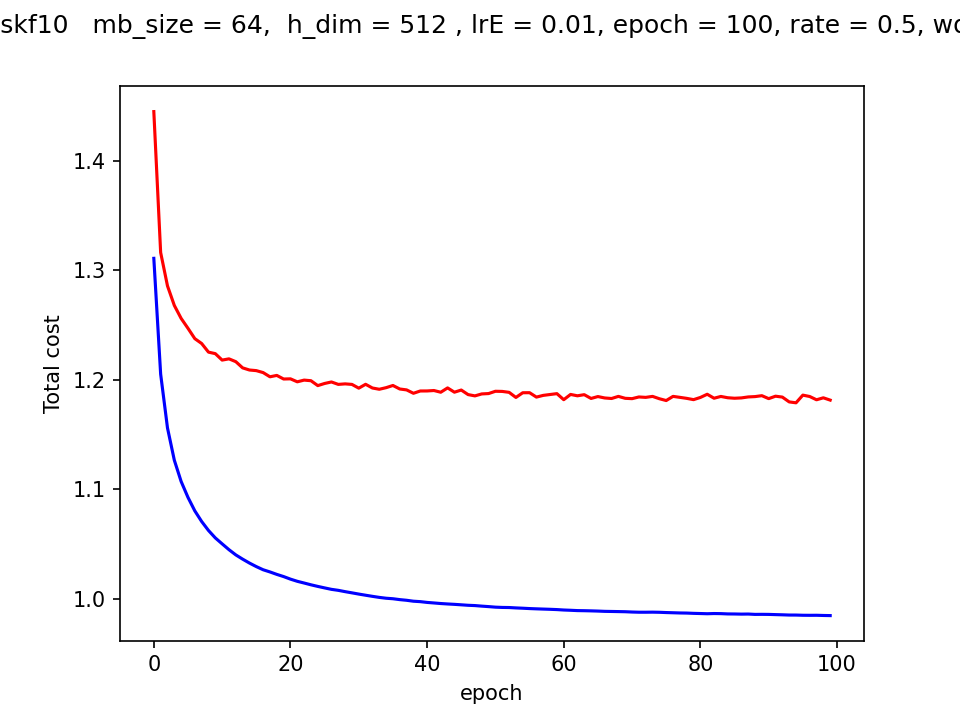 skf10 mb_size = 64, h_dim = 512 , lrE = 0.01, epoch = 100, rate = 0.5,
1.4
1.3
1.2
1.1
1.0
Total cost
0 20 40 60 80 100
epoch